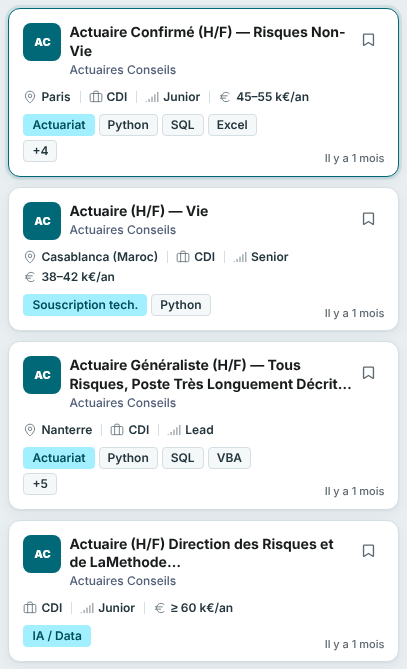 AC
Actuaire Confirmé (H/F) — Risques Non-
Vie
Actuaires Conseils
Paris | CDI | Junior | € 45–55 k€/an
Actuariat Python SQL Excel
+4
Il y a 1 mois
AC
Actuaire (H/F) — Vie
Actuaires Conseils
Casablanca (Maroc) | CDI | Senior
€ 38–42 k€/an
Souscription tech. Python
Il y a 1 mois
AC
Actuaire Généraliste (H/F) — Tous
Risques, Poste Très Longuement Décrit...
Actuaires Conseils
Nanterre | CDI | Lead
Actuariat Python SQL VBA
+5
Il y a 1 mois
AC
Actuaire (H/F) Direction des Risques et
de LaMethode...
Actuaires Conseils
CDI | Junior | € ≥ 60 k€/an
IA / Data
Il y a 1 mois